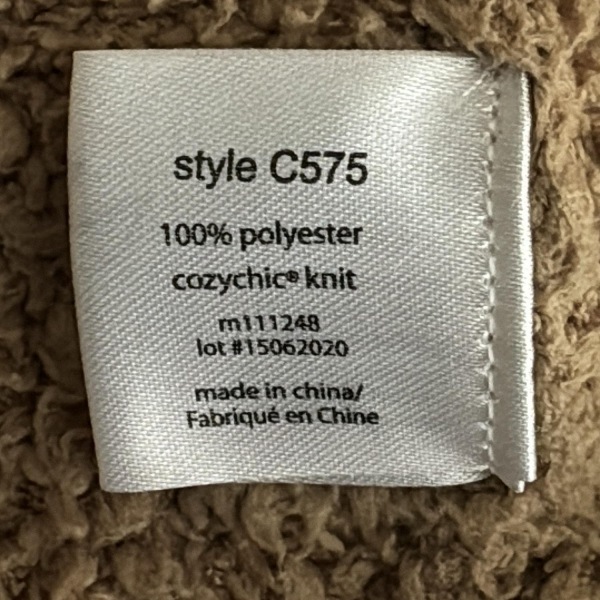 style C575
100% polyester
cozychic® knit
m111248
lot #15062020
made in china/
Fabriqué en Chine